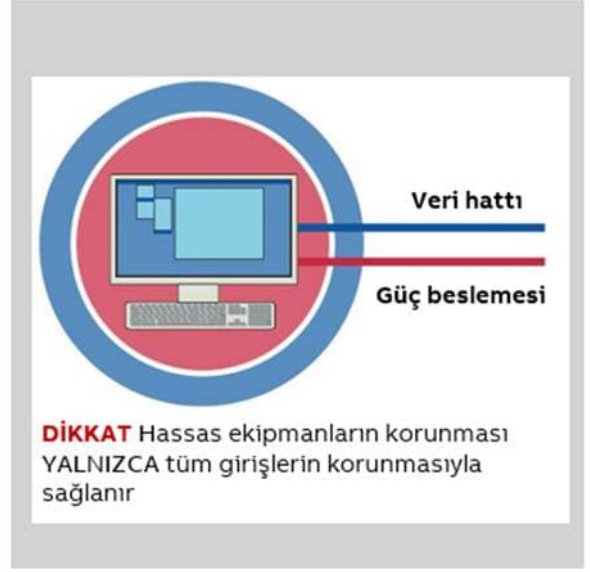 Veri hattı
Güç beslemesi
DİKKAT Hassas ekipmanların korunması
YALNIZCA tüm girişlerin korunmasıyla
sağlanır